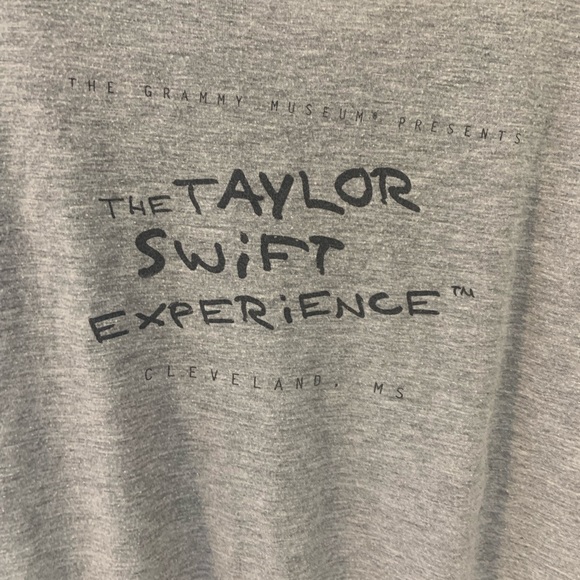 THE GRAMMY MUSEUM® PRESENTS
THE TAYLOR
SWiFT
EXPERiENCE™
CLEVELAND, MS